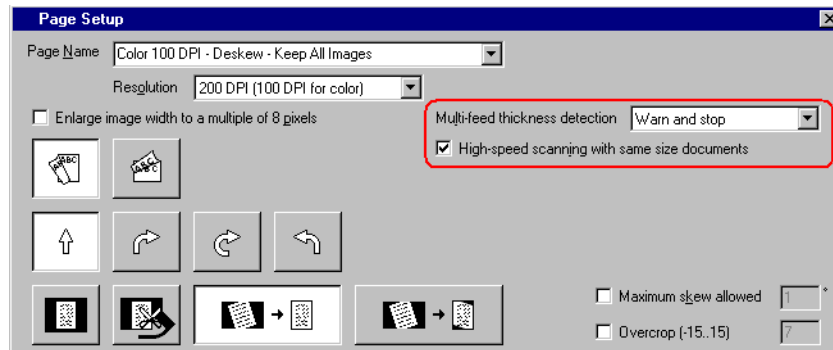 Page Setup
Page Name Color 100 DPI - Deskew - Keep All Images
Resolution 200 DPI (100 DPI for color)
Enlarge image width to a multiple of 8 pixels
Multi-feed thickness detection Warn and stop
High-speed scanning with same size documents
ABC
ABC
Maximum skew allowed 1 °
Overcrop (-15..15) 7